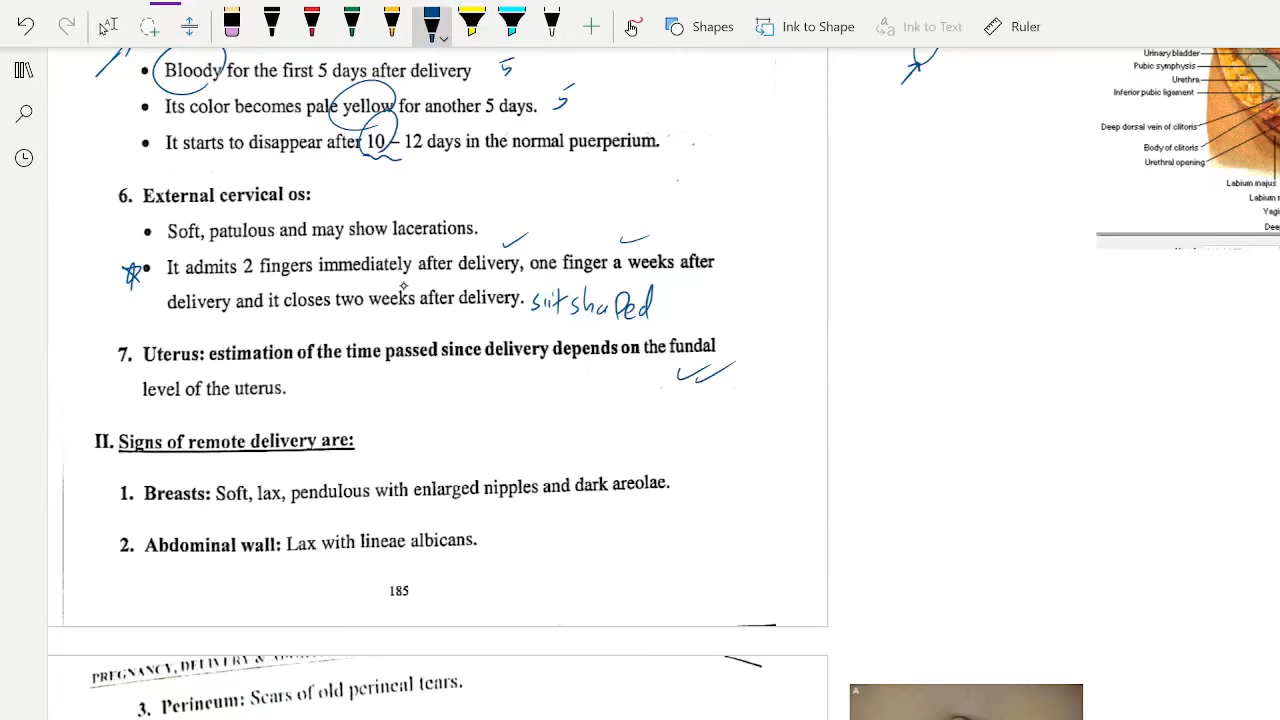 Shapes
Ink to Shape
Ink to Text
Ruler
• Bloody for the first 5 days after delivery 5
• Its color becomes pale yellow for another 5 days. 5
• It starts to disappear after 10 – 12 days in the normal puerperium.
6. External cervical os:
• Soft, patulous and may show lacerations.
• It admits 2 fingers immediately after delivery, one finger a weeks after
delivery and it closes two weeks after delivery. slit shaped
7. Uterus: estimation of the time passed since delivery depends on the fundal
level of the uterus.
II. Signs of remote delivery are:
1. Breasts: Soft, lax, pendulous with enlarged nipples and dark areolae.
2. Abdominal wall: Lax with lineae albicans.
185
PREGNANCY, DELIVERY &
3. Perineum: Scars of old perineal tears.
Urinary bladder
Pubic symphysis
Urethra
Inferior pubic ligament
Deep dorsal vein of clitoris
Body of clitoris
Urethral opening
Labium majus
Labium m
Vagi
Dee
A